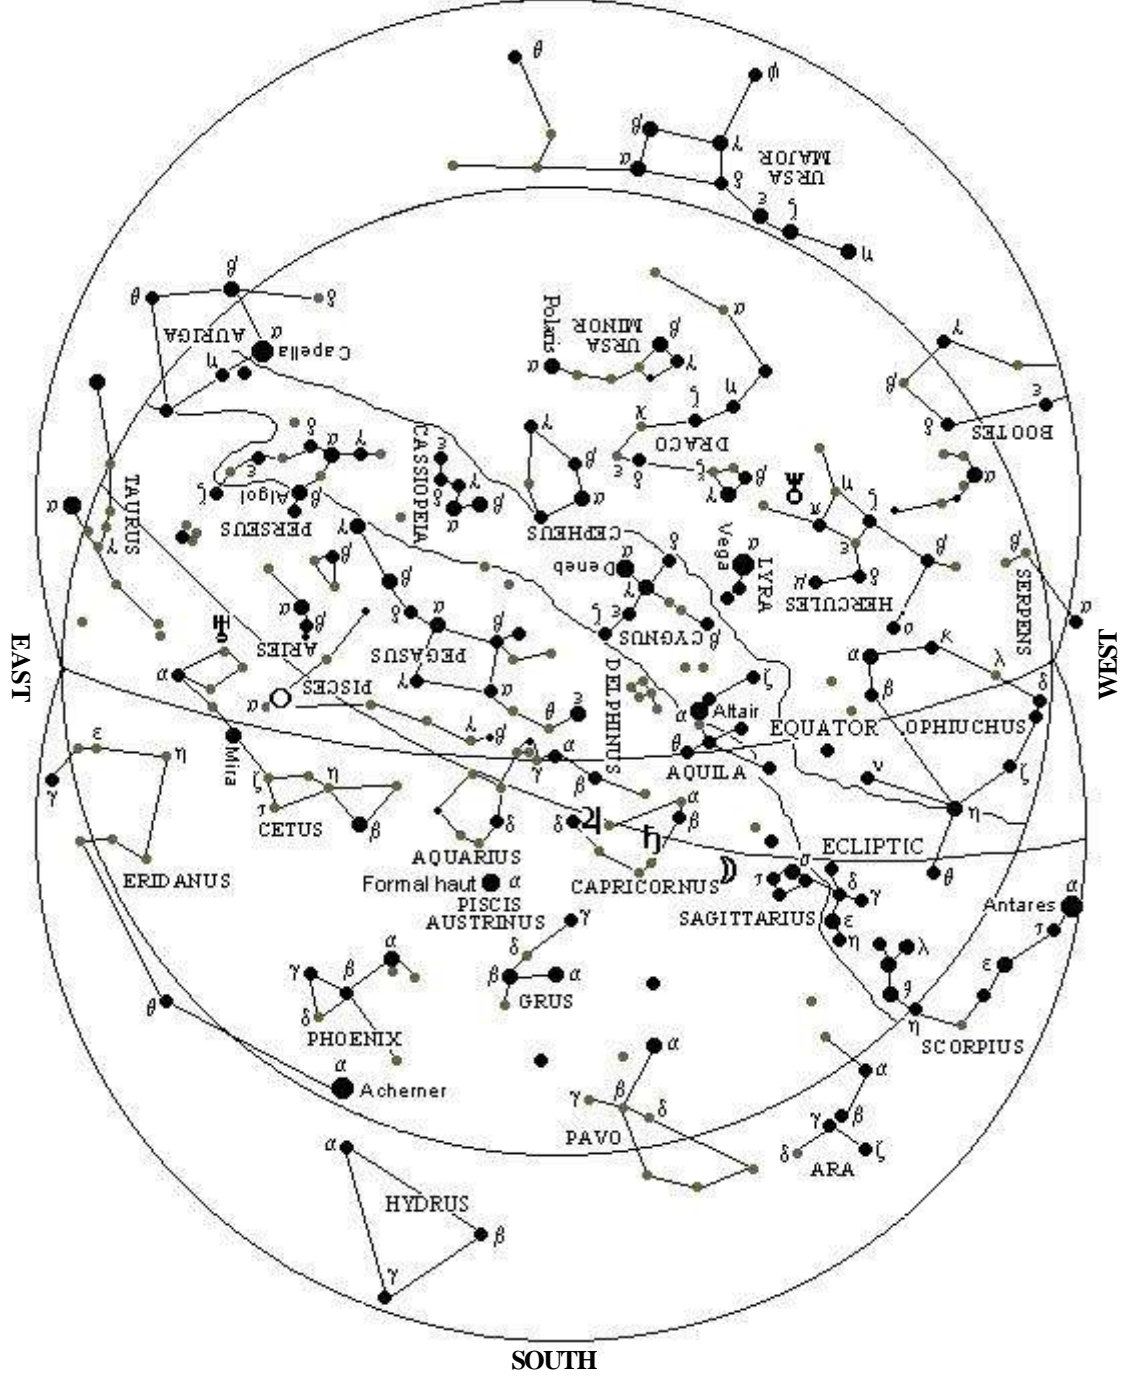 θ
φ
β
γ
α
δ
URSA
MAJOR
ε
ζ
η
β
θ
δ
α
AURIGA
Capella
η
Polaris
α
URSA
MINOR
β
γ
α
η
ζ
κ
DRACO
ε
δ
ξ
β
γ
γ
β
δ
ε
BOOTES
α
TAURUS
α
γ
δ
α
γ
ε
ζ
Algol
β
PERSEUS
CASSIOPEIA
ε
γ
α
β
γ
β
α
CEPHEUS
η
ζ
π
ε
δ
μ
HERCULES
β
ο
β
SERPENS
α
γ
β
δ
α
β
PEGASUS
γ
α
β
α
β
ARIES
Deneb
α
δ
γ
ε
ζ
CYGNUS
β
Vega
α
LYRA
EAST
WEST
α
PISCES
α
γ
θ
ε
θ
DELPHINUS
ζ
α
Altair
θ
AQUILA
EQUATOR
OPHIUCHUS
α
κ
λ
δ
β
ζ
ν
η
θ
ε
η
γ
ERIDANUS
Mira
ζ
η
τ
CETUS
β
γ
α
β
δ
AQUARIUS
δ
α
β
CAPRICORNUS
ECLIPTIC
Formal haut
α
PISCIS
AUSTRINUS
σ
τ
δ
γ
SAGITTARIUS
ε
η
Antares
α
τ
ε
λ
θ
η
SCORPIUS
γ
δ
β
α
GRUS
γ
β
α
δ
PHOENIX
θ
α
Acherner
α
γ
β
δ
PAVO
α
β
γ
δ
ζ
ARA
α
HYDRUS
β
γ
SOUTH